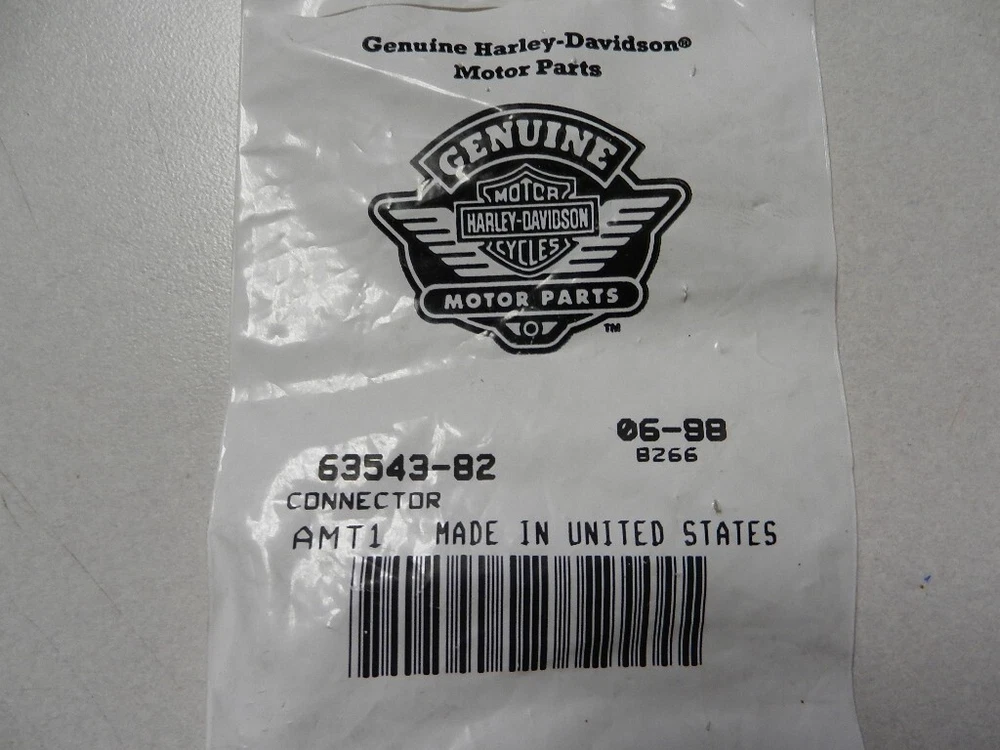 Genuine Harley-Davidson®
Motor Parts
GENUINE
MOTOR
HARLEY-DAVIDSON
CYCLES
MOTOR PARTS
TM
06-98
8266
63543-82
CONNECTOR
AMT1 MADE IN UNITED STATES